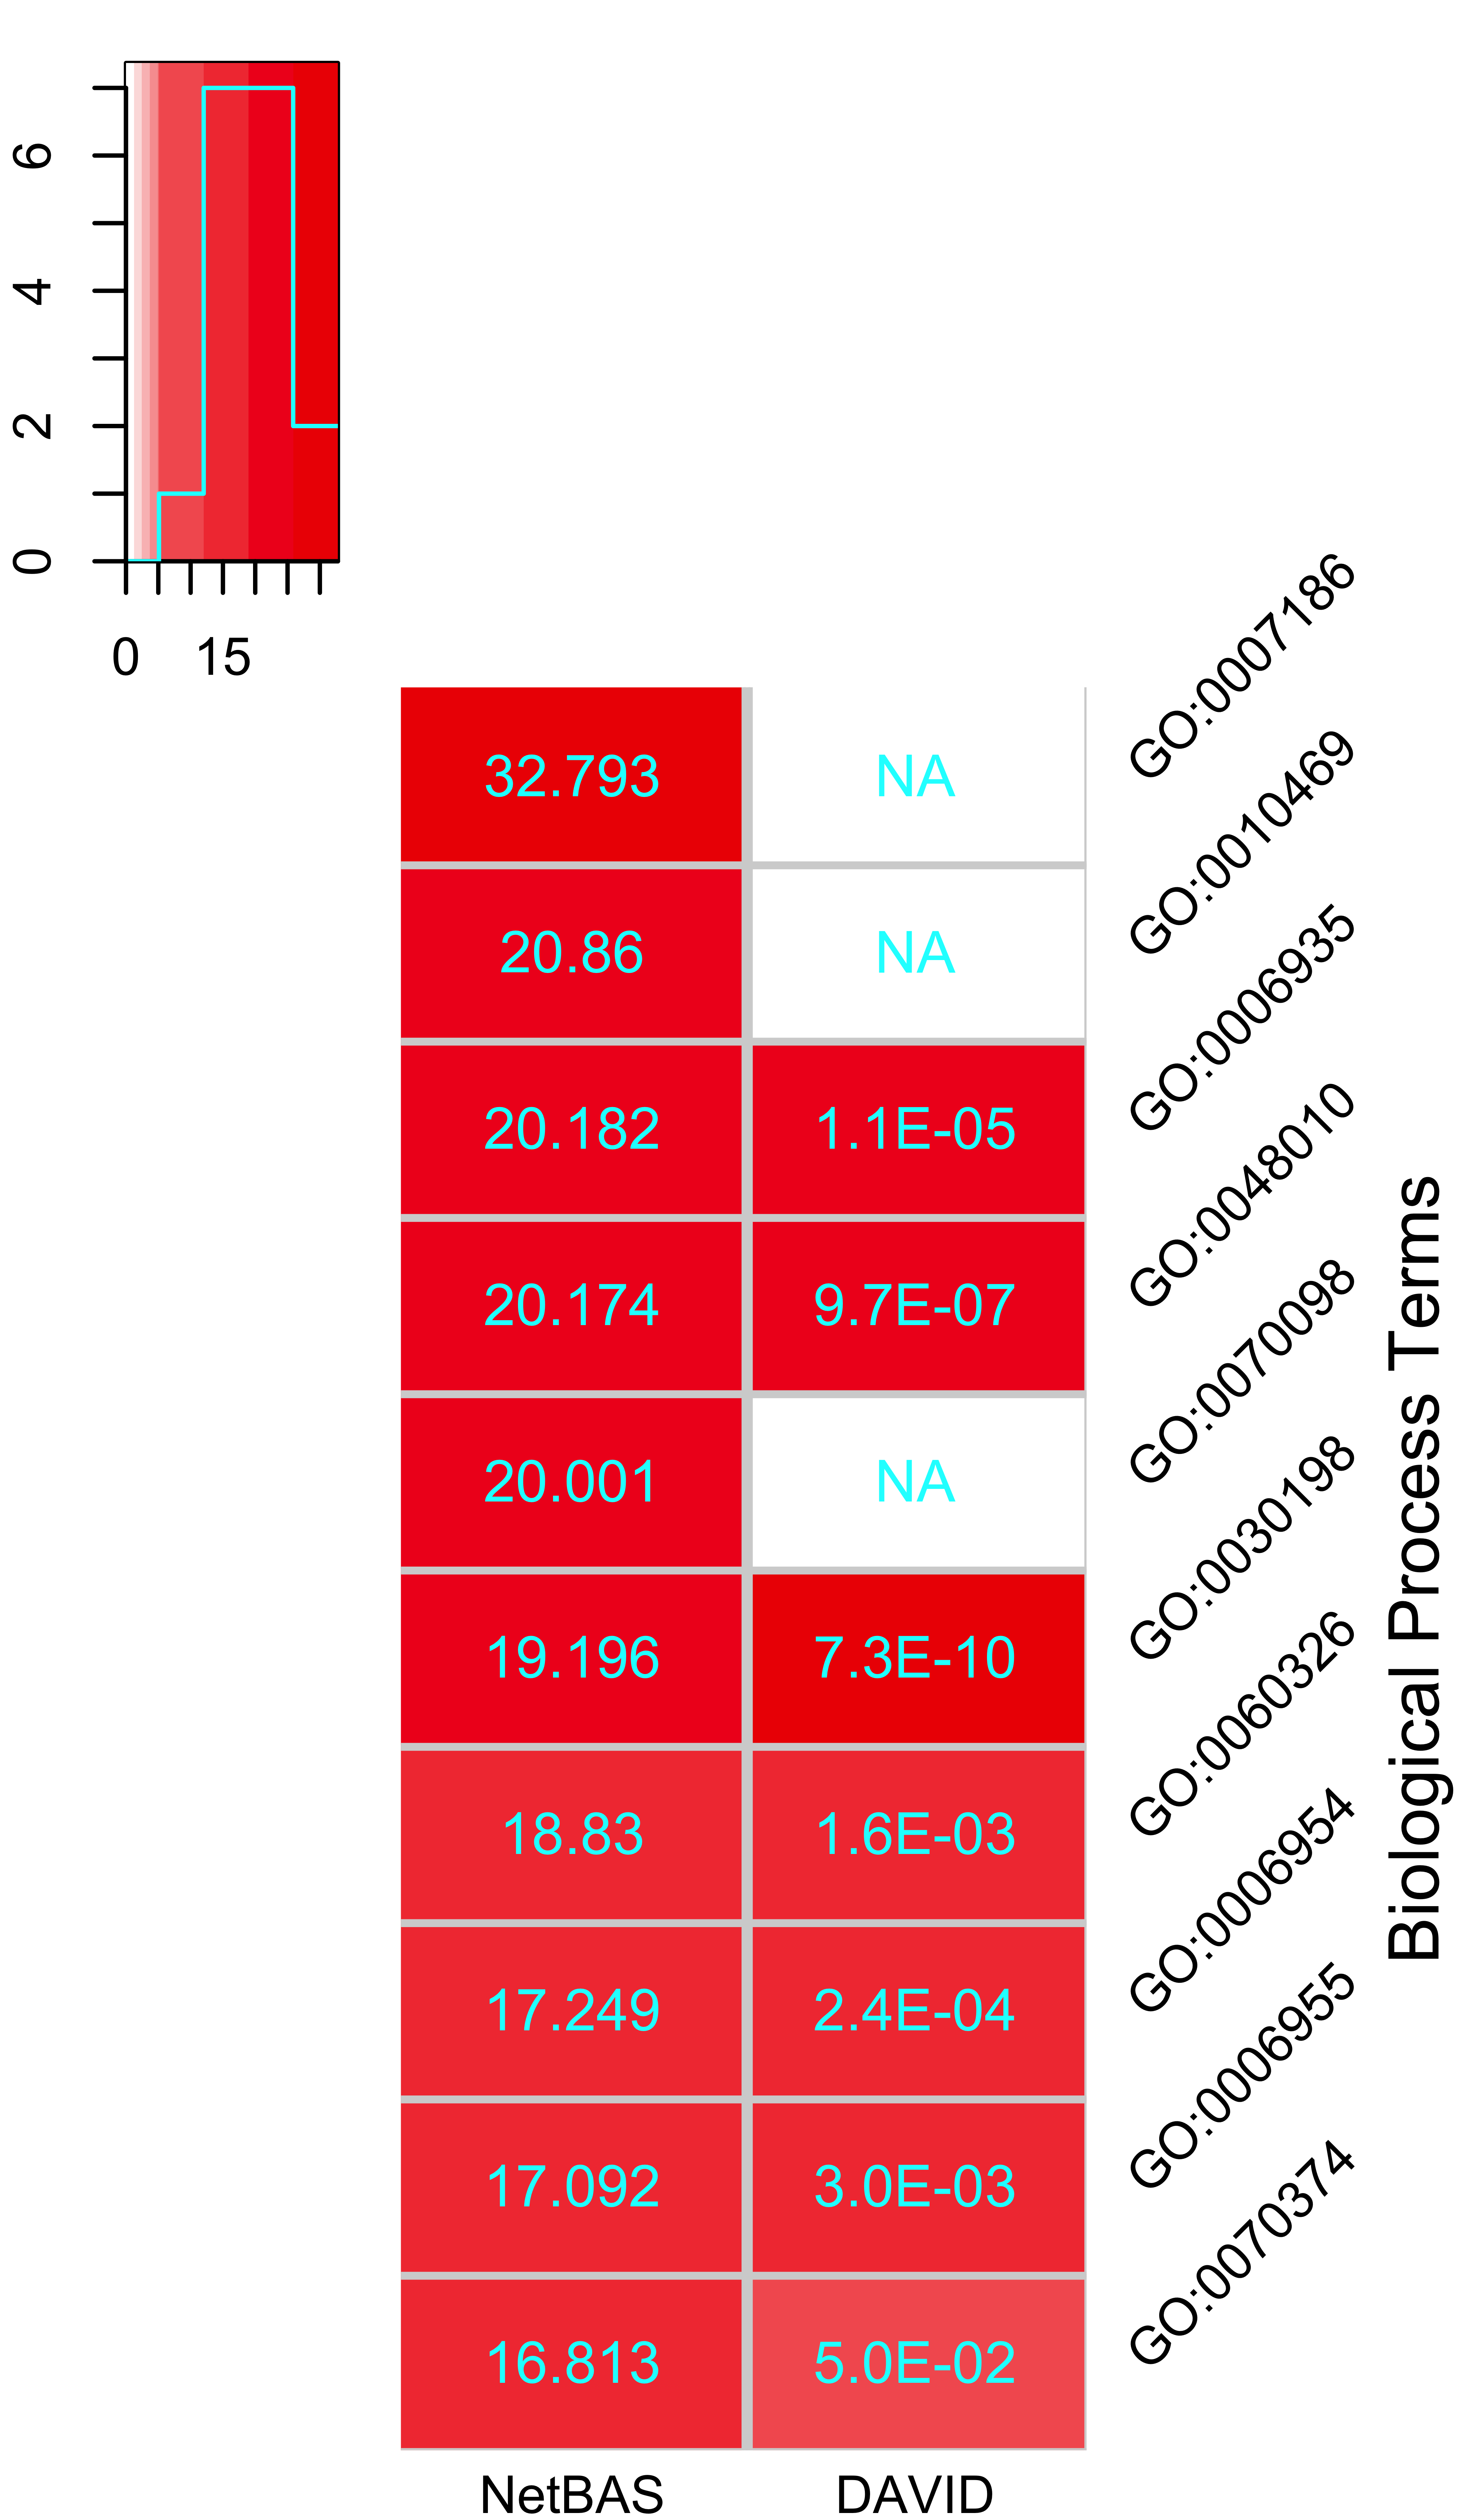 6
4
2
0
0 15
32.793 NA GO:0007186
20.86 NA GO:0010469
20.182 1.1E-05 GO:0006935
20.174 9.7E-07 GO:0048010
20.001 NA GO:0070098
19.196 7.3E-10 GO:0030198
18.83 1.6E-03 GO:0060326
17.249 2.4E-04 GO:0006954
17.092 3.0E-03 GO:0006955
16.813 5.0E-02 GO:0070374
NetBAS DAVID
Biological Process Terms